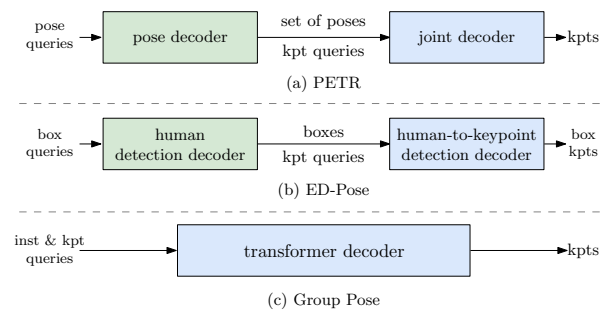 pose
queries
pose decoder
set of poses
kpt queries
joint decoder
kpts
(a) PETR
box
queries
human
detection decoder
boxes
kpt queries
human-to-keypoint
detection decoder
box
kpts
(b) ED-Pose
inst & kpt
queries
transformer decoder
kpts
(c) Group Pose